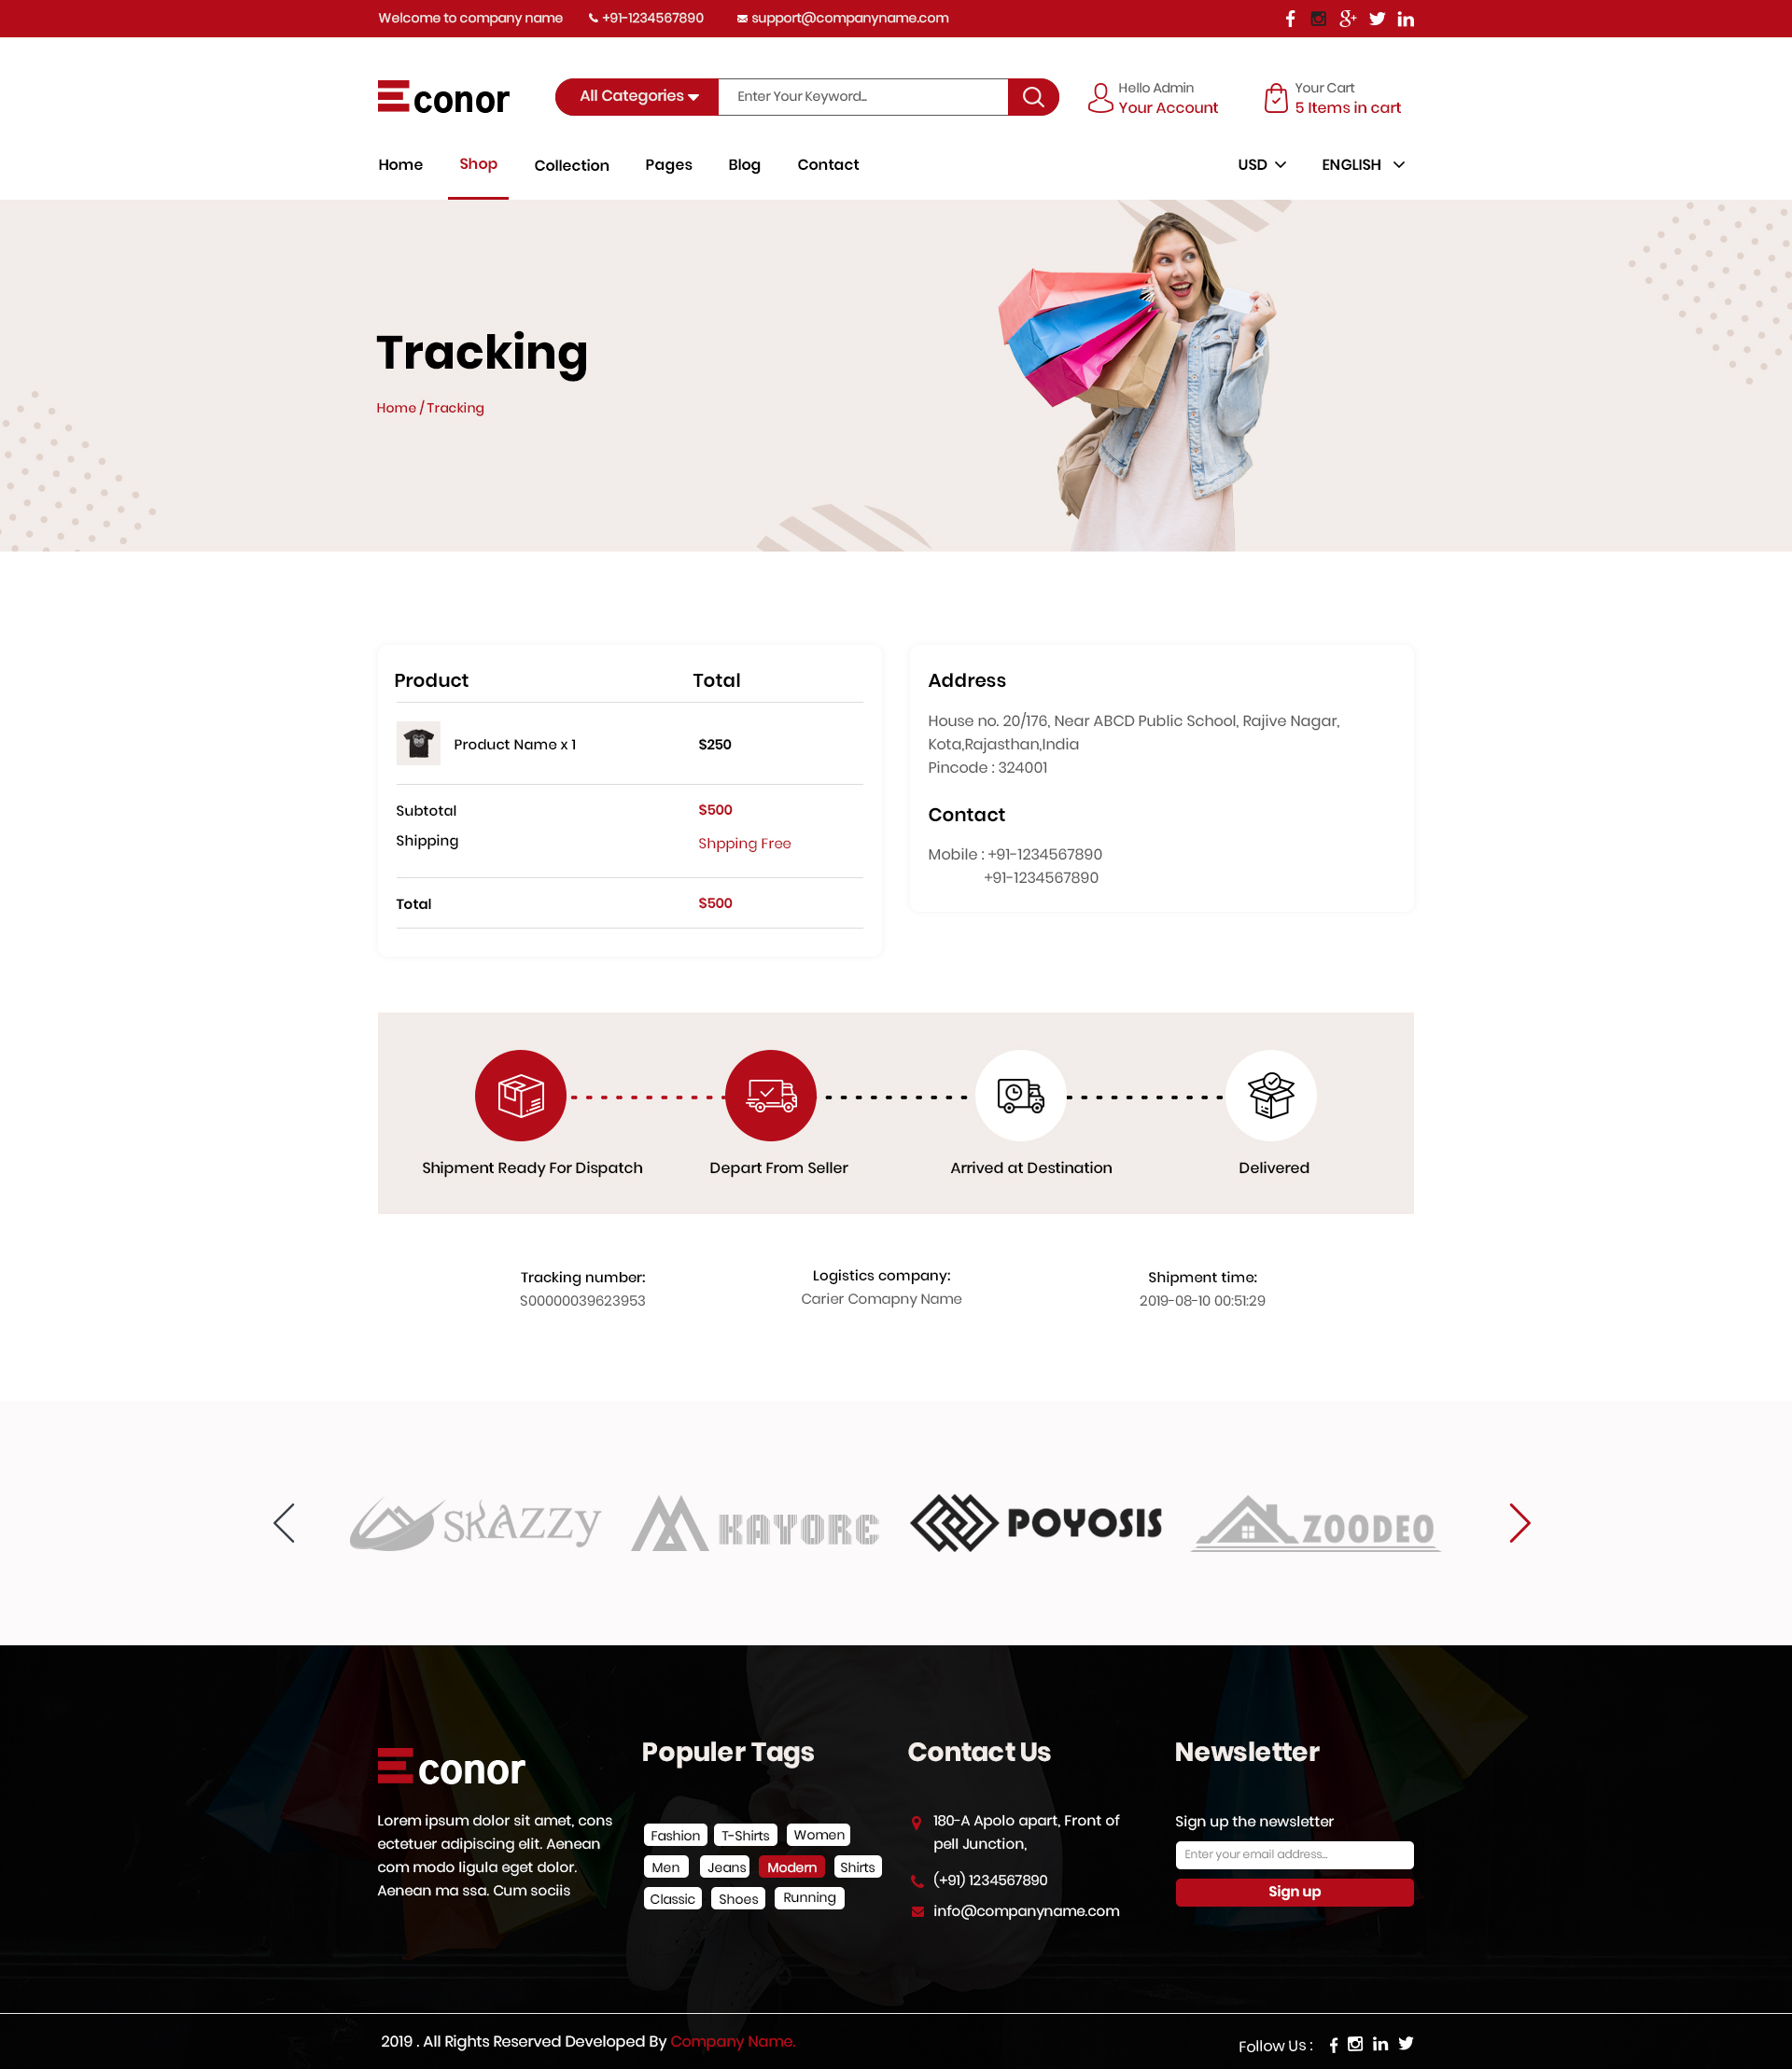 Welcome to company name +91-1234567890 support@companyname.com
Econor
All Categories Enter Your Keyword...
Hello Admin
Your Account
Your Cart
5 Items in cart
Home Shop Collection Pages Blog Contact USD ENGLISH
Tracking
Home / Tracking
Product Total
Product Name x 1 $250
Subtotal $500
Shipping Shpping Free
Total $500
Address
House no. 20/176, Near ABCD Public School, Rajive Nagar,
Kota,Rajasthan,India
Pincode : 324001
Contact
Mobile : +91-1234567890
+91-1234567890
Shipment Ready For Dispatch Depart From Seller Arrived at Destination Delivered
Tracking number:
S00000039623953
Logistics company:
Carier Comapny Name
Shipment time:
2019-08-10 00:51:29
SKAZZY KAYORE POYOSIS ZOODEO
Econor
Lorem ipsum dolor sit amet, cons
ectetuer adipiscing elit. Aenean
com modo ligula eget dolor.
Aenean ma ssa. Cum sociis
Populer Tags
Fashion T-Shirts Women
Men Jeans Modern Shirts
Classic Shoes Running
Contact Us
180-A Apolo apart, Front of
pell Junction,
(+91) 1234567890
info@companyname.com
Newsletter
Sign up the newsletter
Enter your email address...
Sign up
2019 . All Rights Reserved Developed By Company Name.
Follow Us :